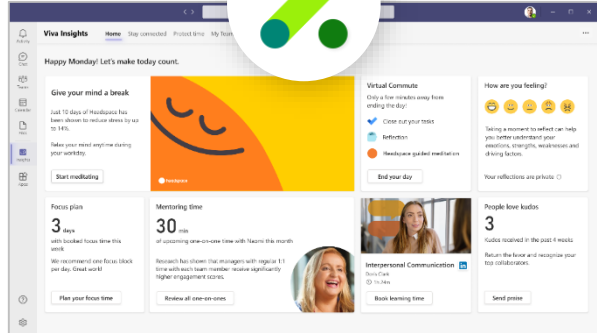 Viva Insights Home Stay connected Protect time My Team
Activity
Chat
Teams
Calendar
Files
Insights
Apps
Happy Monday! Let's make today count.
Give your mind a break
Just 10 days of Headspace has
been shown to reduce stress by up
to 14%.
Relax your mind anytime during
your workday.
Start meditating
headspace
Virtual Commute
Only a few minutes away from
ending the day!
Close out your tasks
Reflection
Headspace guided meditation
End your day
How are you feeling?
Taking a moment to reflect can help
you better understand your
emotions, strengths, weaknesses and
driving factors.
Your reflections are private
Focus plan
3 days
with booked focus time this
week
We recommend one focus block
per day. Great work!
Plan your focus time
Mentoring time
30 min
of upcoming one-on-one time with Naomi this month
Research has shown that managers with regular 1:1
time with each team member receive significantly
higher engagement scores.
Review all one-on-ones
Interpersonal Communication in
Doris Clark
1h 24m
Book learning time
People love kudos
3
Kudos received in the past 4 weeks
Return the favor and recognize your
top collaborators.
Send praise